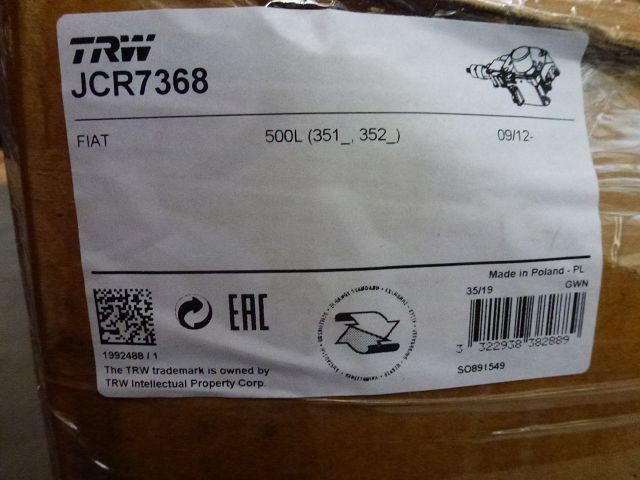 TRW
JCR7368
FIAT 500L (351_, 352_) 09/12-
Made in Poland - PL
35/19 GWN
EAC
3 322938 382889
1992488 / 1
SO891549
The TRW trademark is owned by
TRW Intellectual Property Corp.